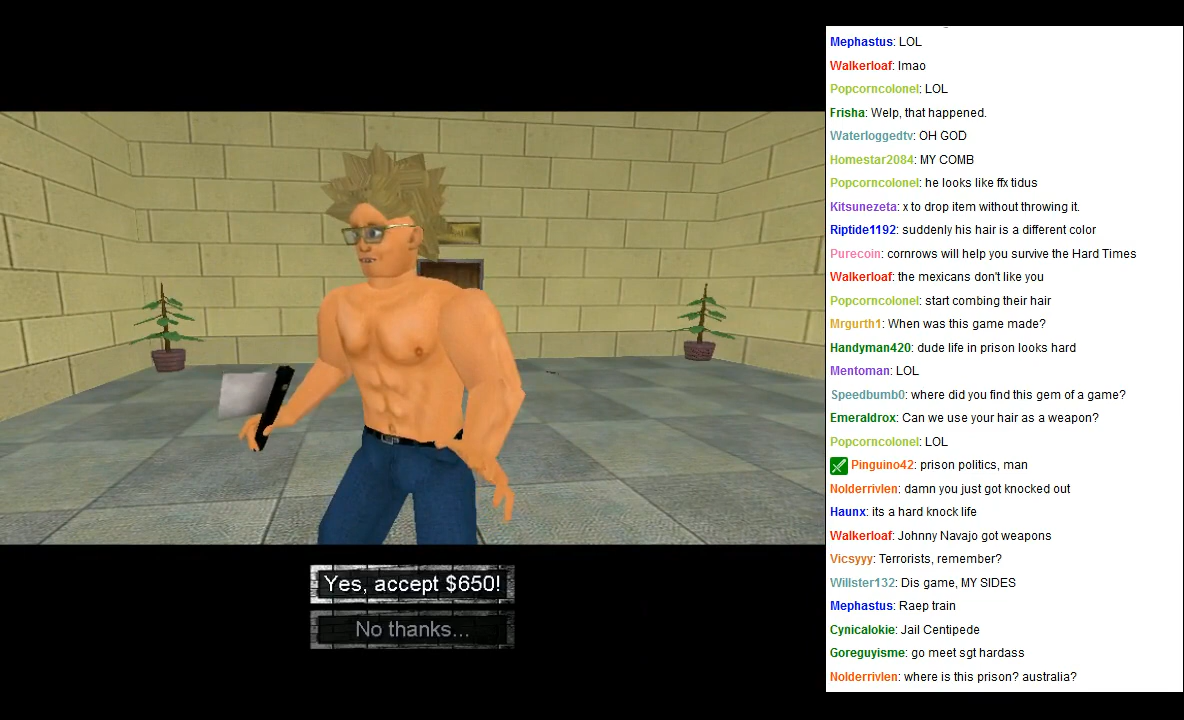 Mephastus: LOL
Walkerloaf: lmao
Popcorncolonel: LOL
Frisha: Welp, that happened.
Waterloggedtv: OH GOD
Homestar2084: MY COMB
Popcorncolonel: he looks like ffx tidus
Kitsunezeta: x to drop item without throwing it.
Riptide1192: suddenly his hair is a different color
Purecoin: cornrows will help you survive the Hard Times
Walkerloaf: the mexicans don't like you
Popcorncolonel: start combing their hair
Mrgurth1: When was this game made?
Handyman420: dude life in prison looks hard
Mentoman: LOL
Speedbumb0: where did you find this gem of a game?
Emeraldrox: Can we use your hair as a weapon?
Popcorncolonel: LOL
Pinguino42: prison politics, man
Nolderrivlen: damn you just got knocked out
Haunx: its a hard knock life
Walkerloaf: Johnny Navajo got weapons
Vicsyyy: Terrorists, remember?
Willster132: Dis game, MY SIDES
Mephastus: Raep train
Cynicalokie: Jail Centipede
Goreguyisme: go meet sgt hardass
Nolderrivlen: where is this prison? australia?
Yes, accept $650!
No thanks...